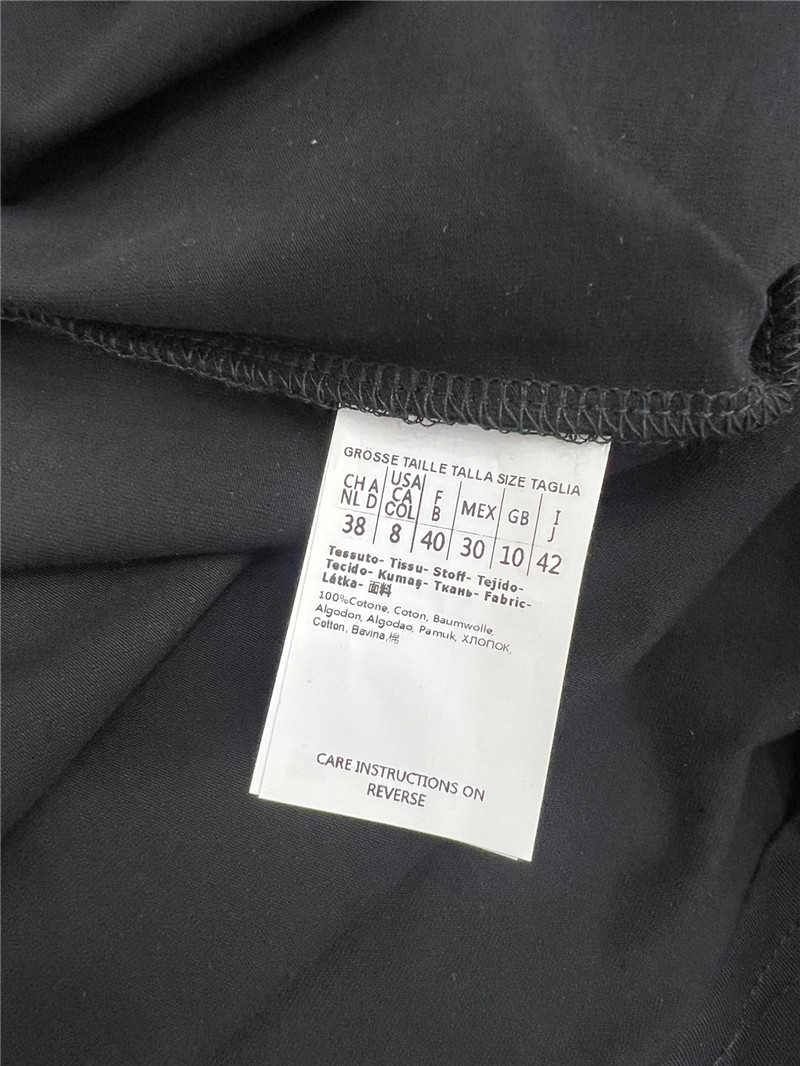 GRÖSSE TAILLE TALLA SIZE TAGLIA
CH A NL D USA CA COL F B MEX GB I J
38 8 40 30 10 42
Tessuto- Tissu- Stoff- Tejido-
Tecido- Kumaş- Ткань- Fabric-
Látka- 面料
100%Cotone, Coton, Baumwolle,
Algodon, Algodao, Pamuk, ХЛОПОК,
Cotton, Bavina,棉
CARE INSTRUCTIONS ON
REVERSE